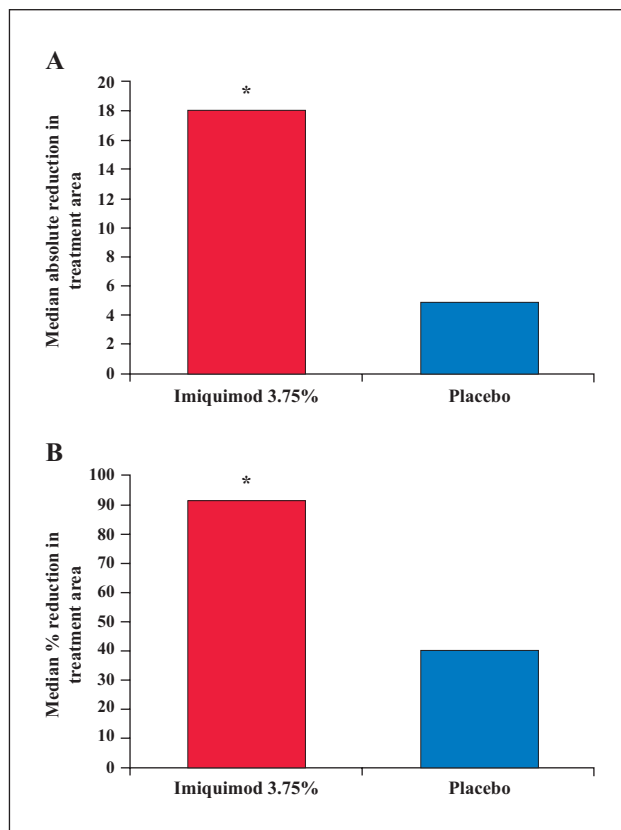 A
Median absolute reduction in
treatment area
20
18
16
14
12
10
8
6
4
2
0
*
Imiquimod 3.75%
Placebo
B
Median % reduction in
treatment area
100
90
80
70
60
50
40
30
20
10
0
*
Imiquimod 3.75%
Placebo